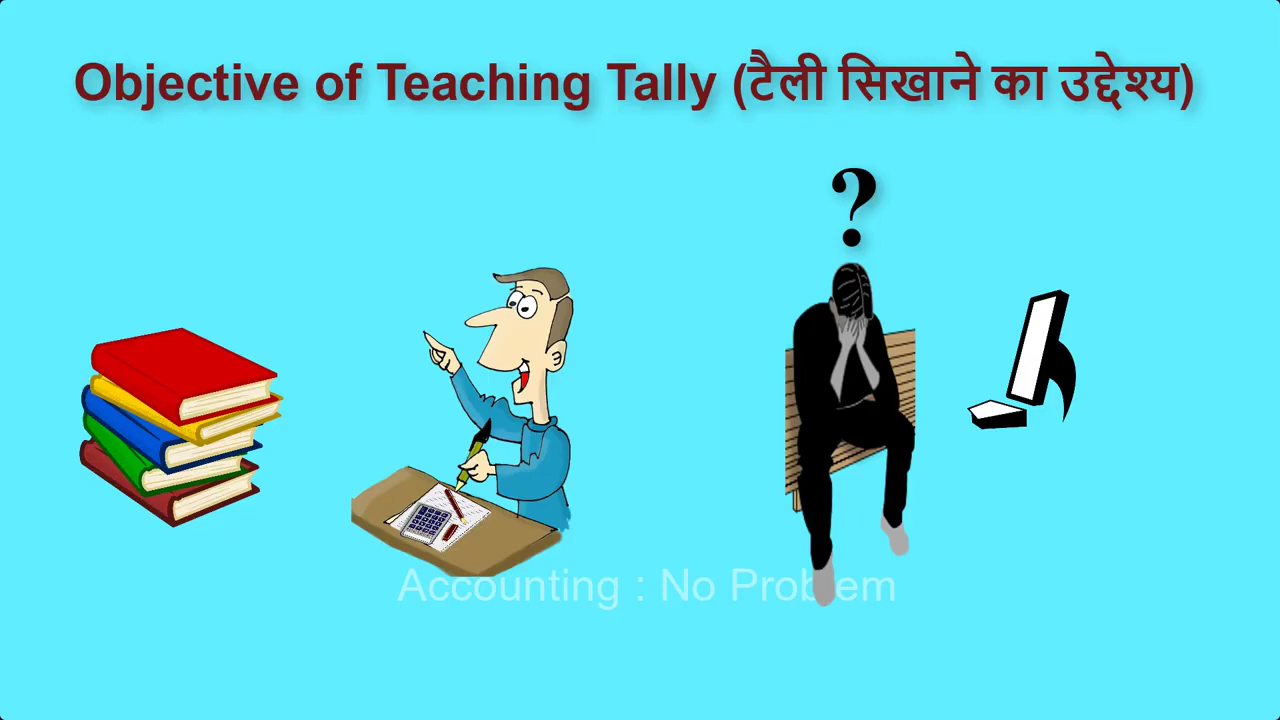 Objective of Teaching Tally (टैली सिखाने का उद्देश्य)
?
Accounting : No Problem